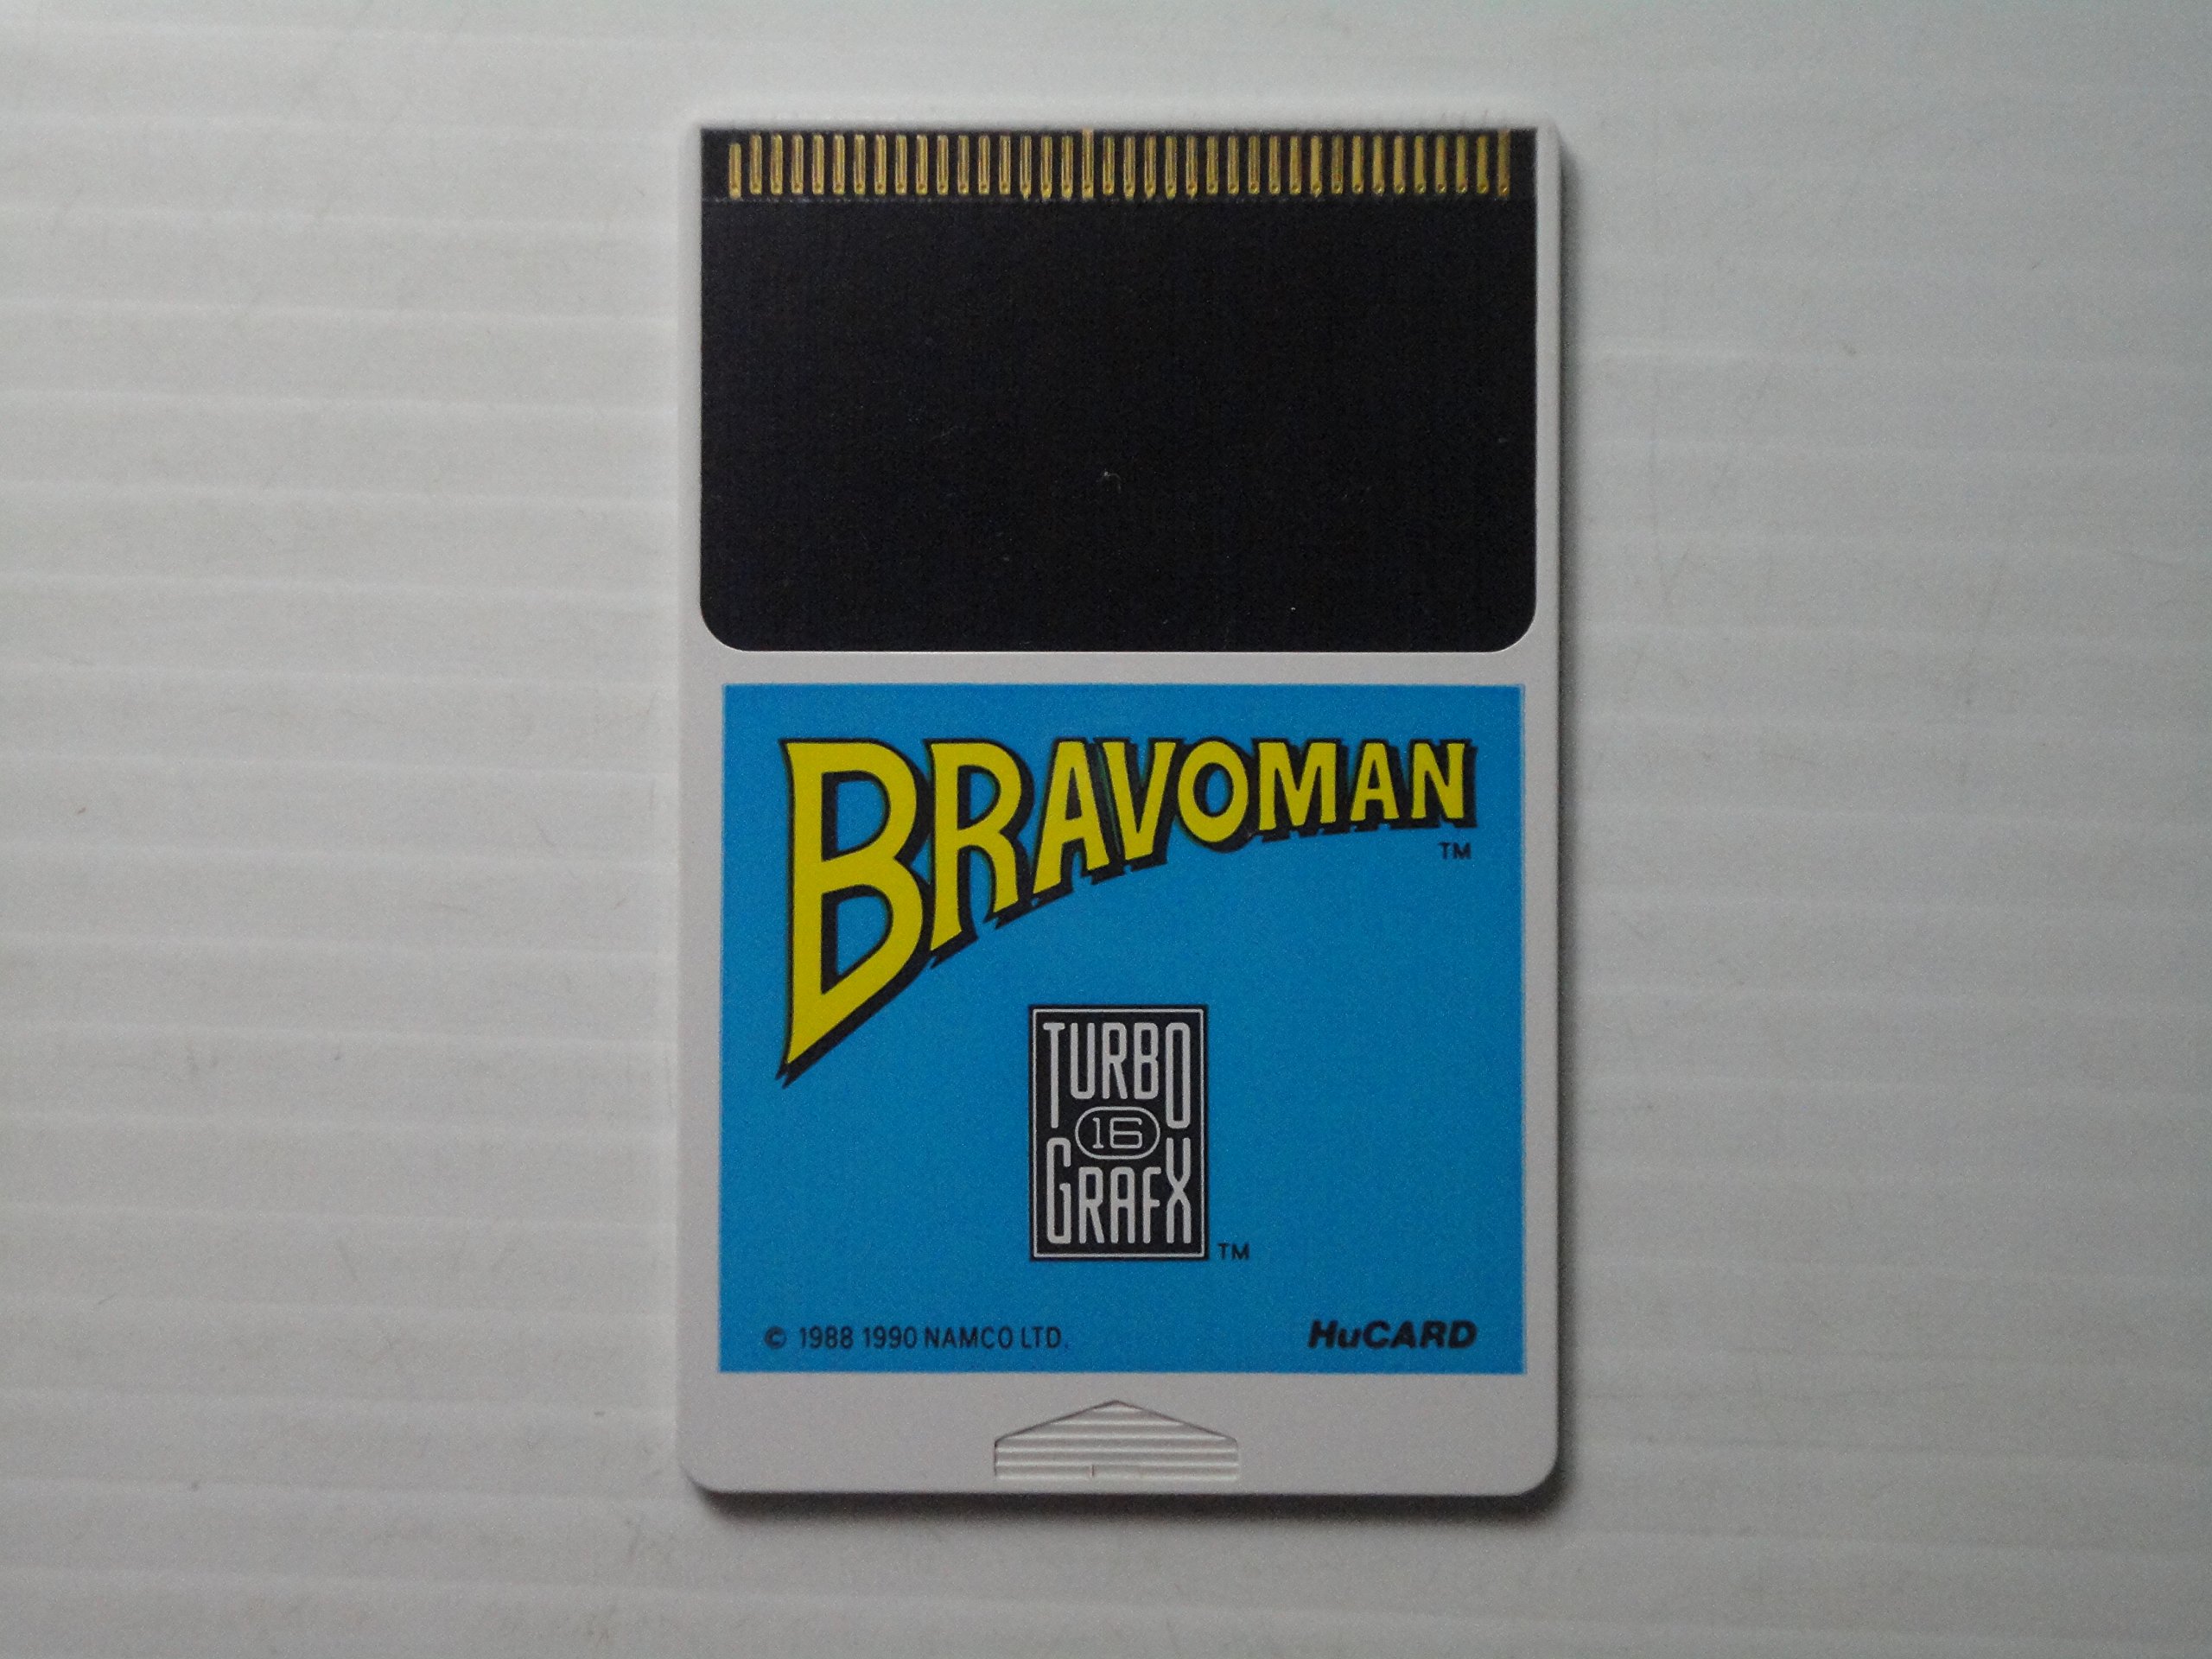 BRAVOMAN
TM
TURBO
16
GRAFX
TM
© 1988 1990 NAMCO LTD.
HuCARD